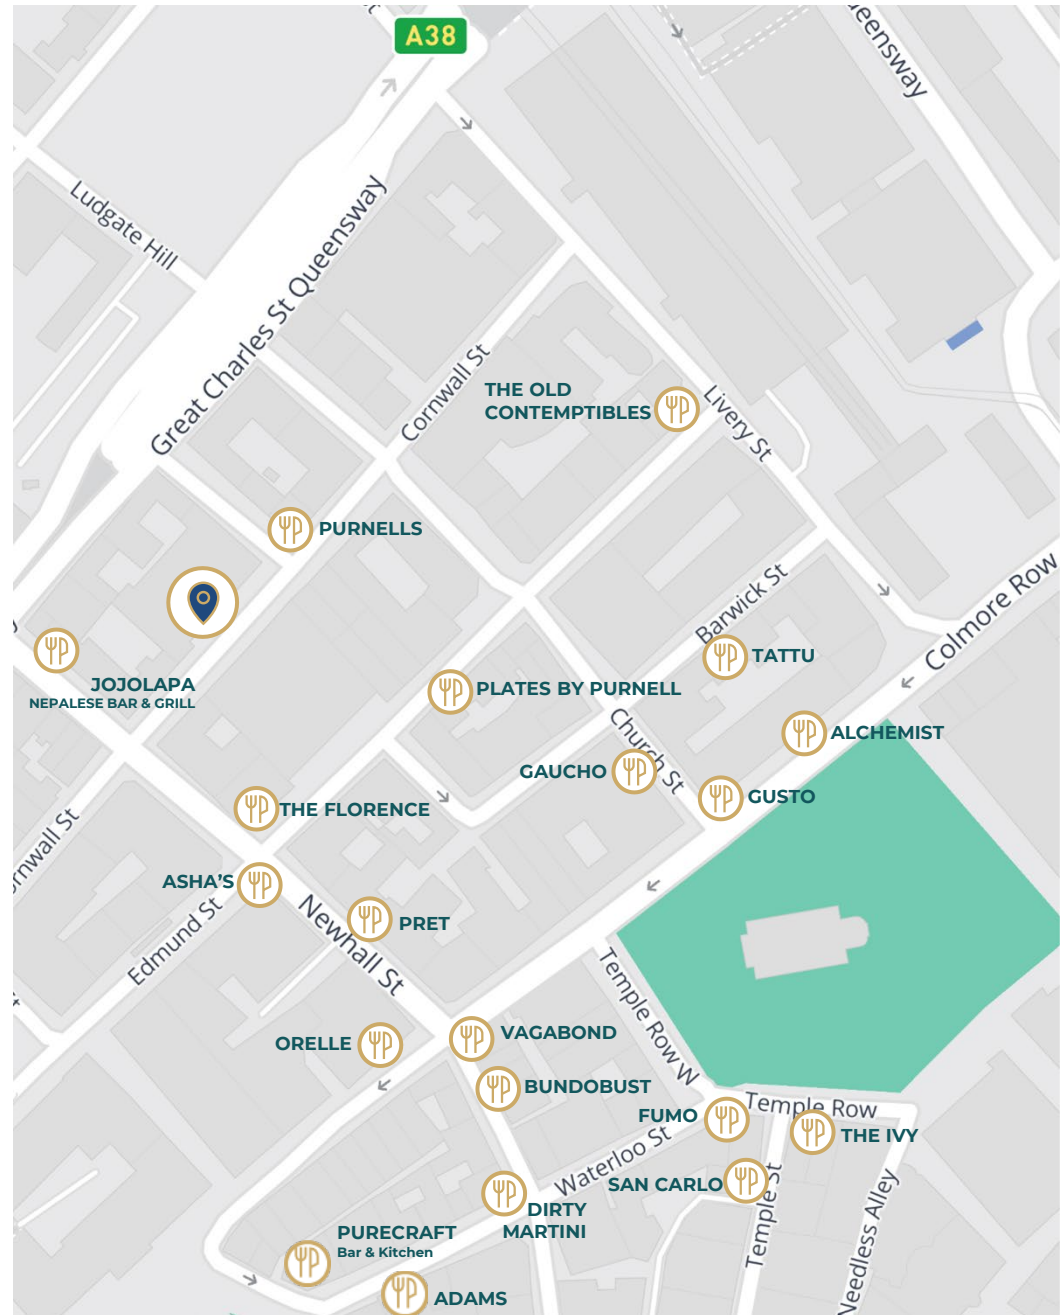 A38
ueensway
Ludgate Hill
Great Charles St Queensway
Cornwall St
THE OLD
CONTEMPTIBLES
Livery St
PURNELLS
Barwick St
Colmore Row
TATTU
JOJOLAPA
NEPALESE BAR & GRILL
PLATES BY PURNELL
Church St
ALCHEMIST
GAUCHO
GUSTO
THE FLORENCE
ornwall St
ASHA'S
Edmund St
Newhall St
PRET
Temple Row W
ORELLE
VAGABOND
BUNDOBUST
Temple Row
FUMO
THE IVY
Waterloo St
SAN CARLO
Temple St
Needless Alley
DIRTY
MARTINI
PURECRAFT
Bar & Kitchen
ADAMS